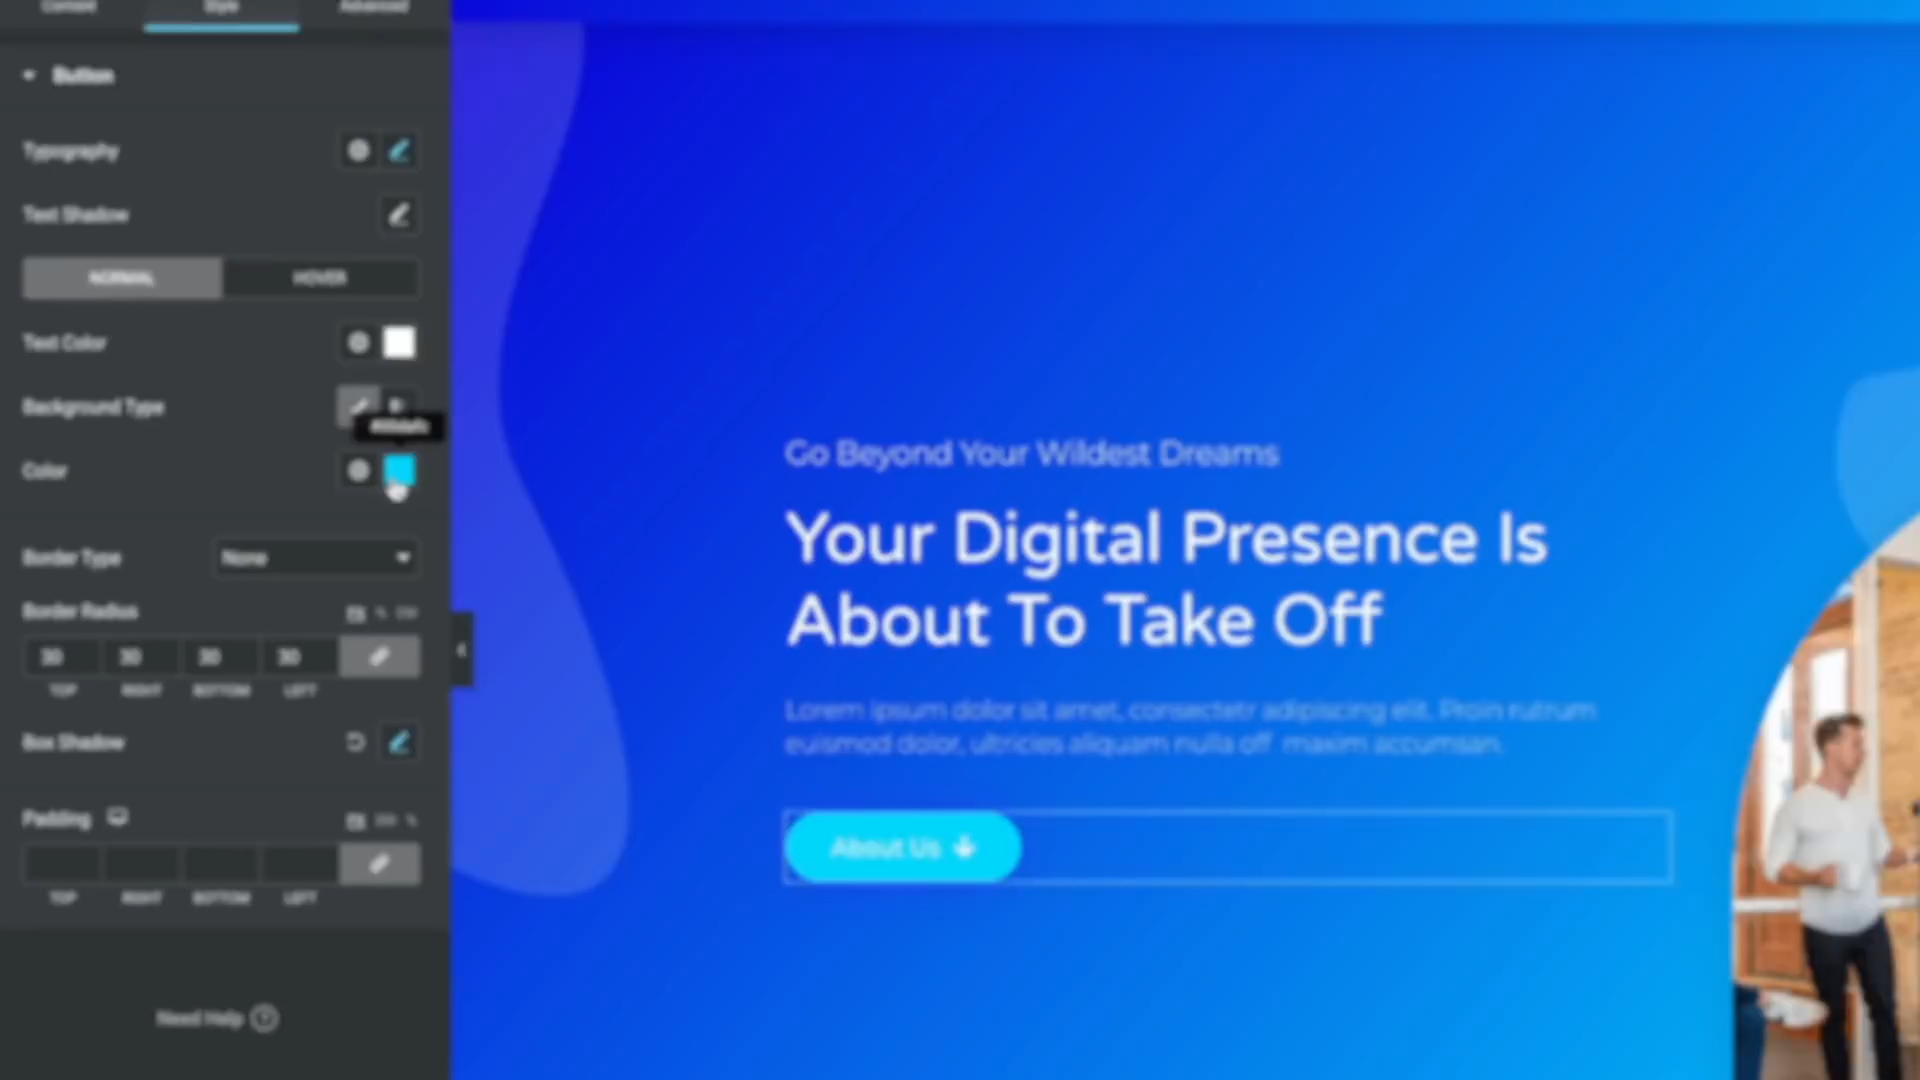 Content Style Advanced
Button
Typography
Text Shadow
NORMAL HOVER
Text Color
Background Type
Color
Border Type None
Border Radius
30 30 30 30
TOP RIGHT BOTTOM LEFT
Box Shadow
Padding
TOP RIGHT BOTTOM LEFT
Need Help
Go Beyond Your Wildest Dreams
Your Digital Presence Is
About To Take Off
Lorem ipsum dolor sit amet, consectetr adipiscing elit. Proin rutrum
euismod dolor, ultricies aliquam nulla off maxim accumsan.
About Us